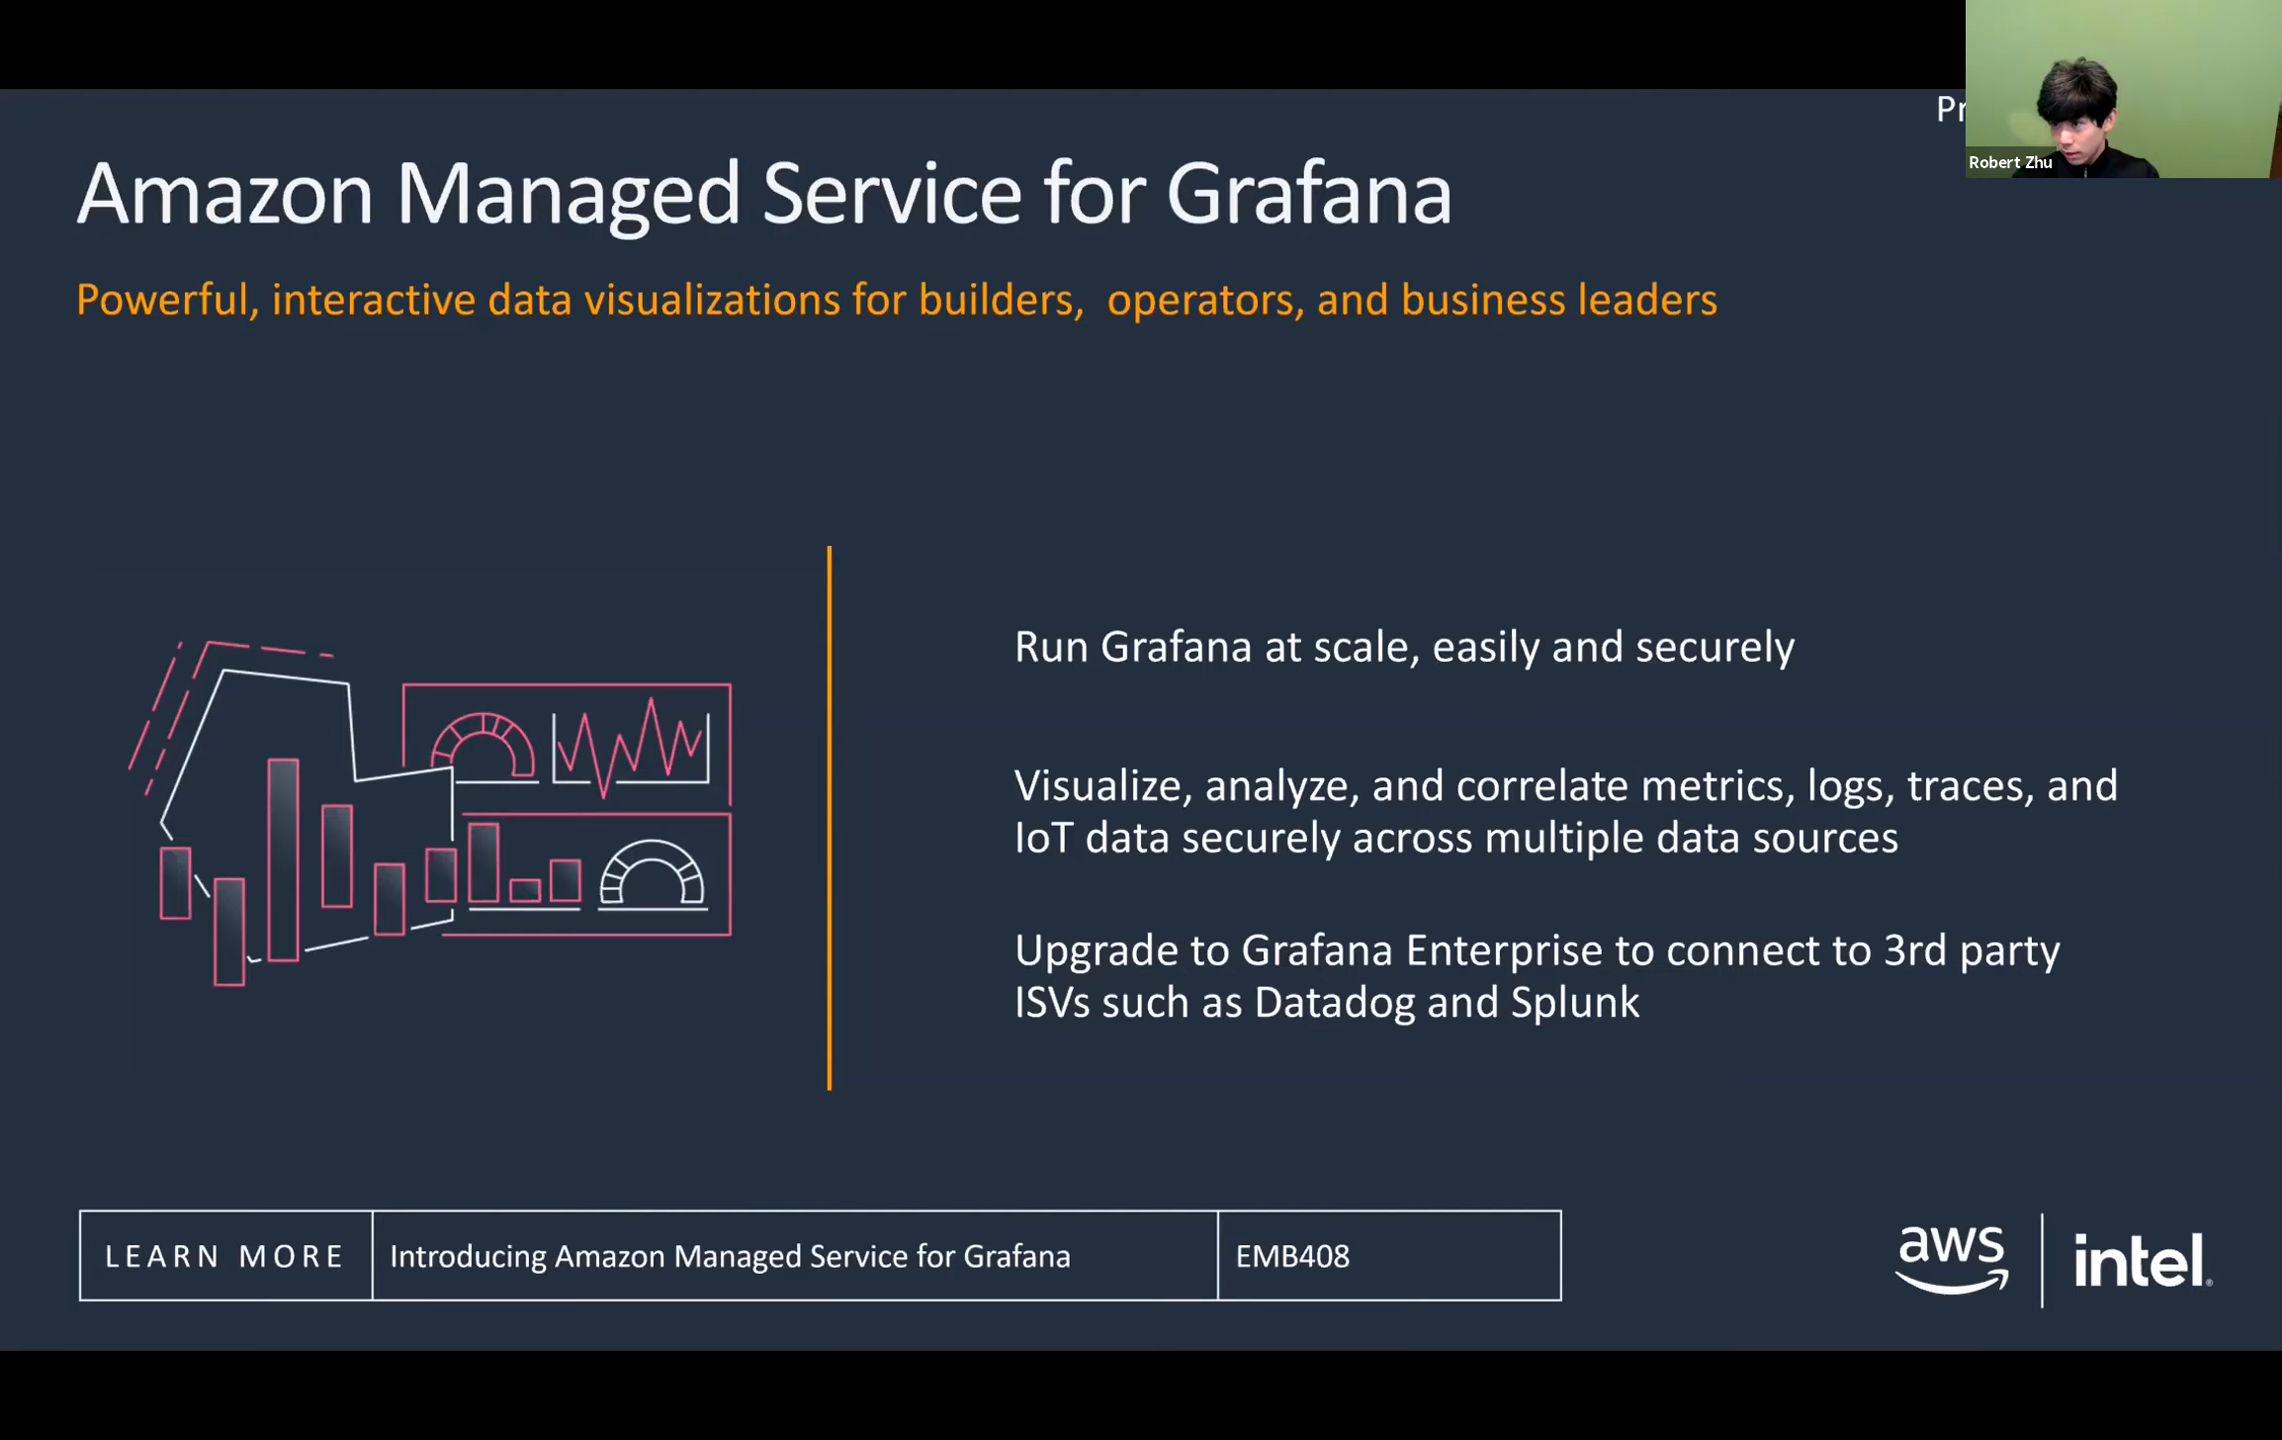 Robert Zhu
Amazon Managed Service for Grafana
Powerful, interactive data visualizations for builders,  operators, and business leaders
Run Grafana at scale, easily and securely
Visualize, analyze, and correlate metrics, logs, traces, and
IoT data securely across multiple data sources
Upgrade to Grafana Enterprise to connect to 3rd party
ISVs such as Datadog and Splunk
LEARN MORE
Introducing Amazon Managed Service for Grafana
EMB408
aws
intel.